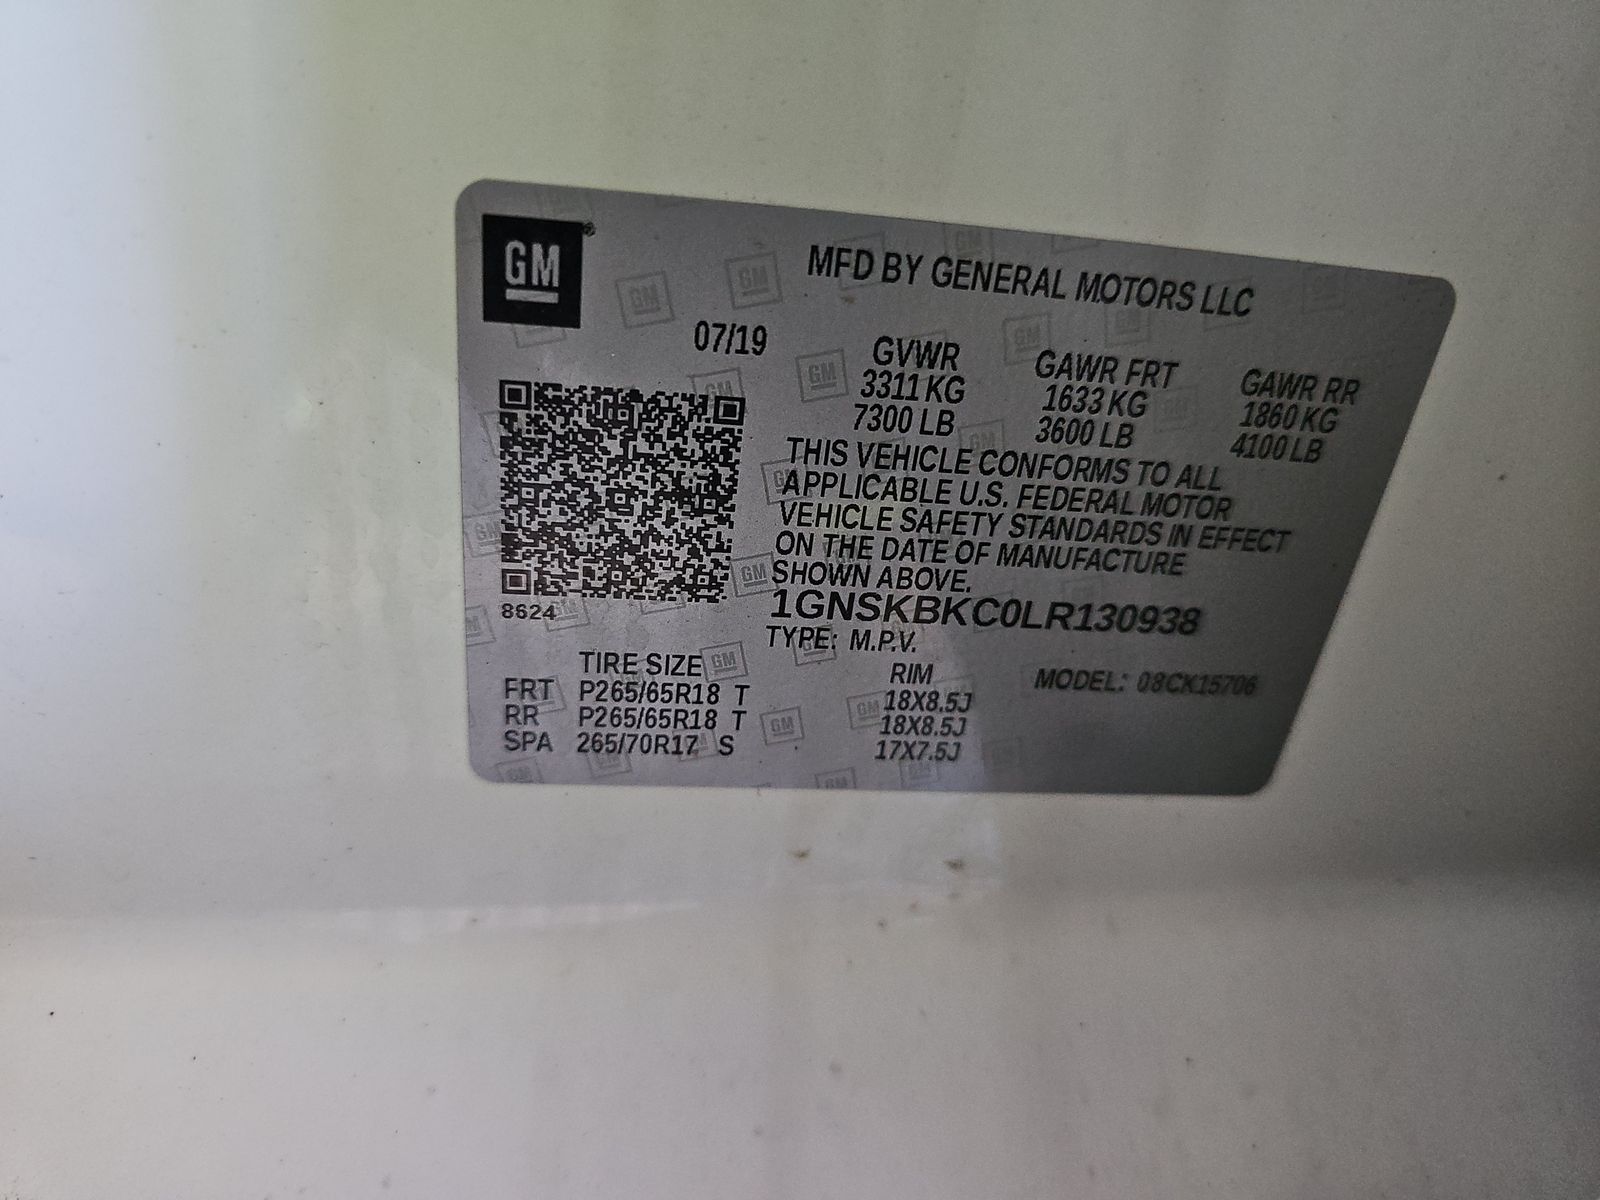 GM®
MFD BY GENERAL MOTORS LLC
07/19
GVWR GAWR FRT GAWR RR
3311 KG 1633 KG 1860 KG
7300 LB 3600 LB 4100 LB
THIS VEHICLE CONFORMS TO ALL
APPLICABLE U.S. FEDERAL MOTOR
VEHICLE SAFETY STANDARDS IN EFFECT
ON THE DATE OF MANUFACTURE
SHOWN ABOVE.
8624
1GNSKBKC0LR130938
TYPE: M.P.V.
TIRE SIZE RIM MODEL: 08CK15706
FRT P265/65R18 T 18X8.5J
RR P265/65R18 T 18X8.5J
SPA 265/70R17 S 17X7.5J